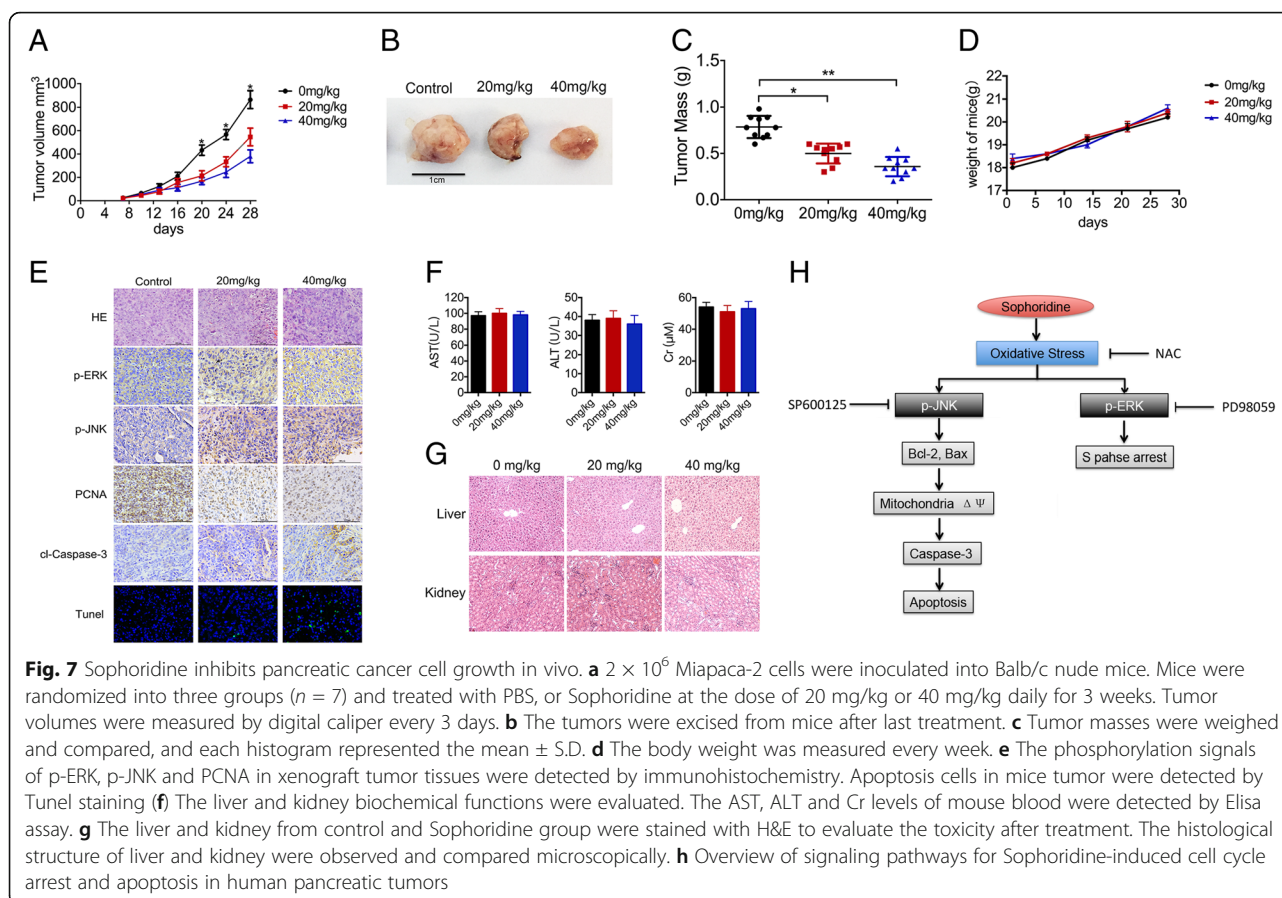 A
Tumor volume mm³
1000
800
600
400
200
0
0 4 8 12 16 20 24 28
days
* * *
0mg/kg
20mg/kg
40mg/kg
B
Control 20mg/kg 40mg/kg
1cm
C
Tumor Mass (g)
1.5
1.0
0.5
0.0
**
*
0mg/kg 20mg/kg 40mg/kg
D
weight of mice(g)
22
21
20
19
18
17
0 5 10 15 20 25 30
days
0mg/kg
20mg/kg
40mg/kg
E
Control 20mg/kg 40mg/kg
HE
p-ERK
p-JNK
PCNA
cl-Caspase-3
Tunel
F
AST(U/L)
120
100
80
60
40
20
0
0mg/kg 20mg/kg 40mg/kg
ALT (U/L)
50
40
30
20
10
0
0mg/kg 20mg/kg 40mg/kg
Cr (μM)
60
40
20
0
0mg/kg 20mg/kg 40mg/kg
G
0 mg/kg 20 mg/kg 40 mg/kg
Liver
Kidney
H
Sophoridine
Oxidative Stress
NAC
SP600125
p-JNK
p-ERK
PD98059
Bcl-2, Bax
S pahse arrest
Mitochondria Δ Ψ
Caspase-3
Apoptosis
Fig. 7 Sophoridine inhibits pancreatic cancer cell growth in vivo. a 2 × 10⁶ Miapaca-2 cells were inoculated into Balb/c nude mice. Mice were
randomized into three groups (n = 7) and treated with PBS, or Sophoridine at the dose of 20 mg/kg or 40 mg/kg daily for 3 weeks. Tumor
volumes were measured by digital caliper every 3 days. b The tumors were excised from mice after last treatment. c Tumor masses were weighed
and compared, and each histogram represented the mean ± S.D. d The body weight was measured every week. e The phosphorylation signals
of p-ERK, p-JNK and PCNA in xenograft tumor tissues were detected by immunohistochemistry. Apoptosis cells in mice tumor were detected by
Tunel staining (f) The liver and kidney biochemical functions were evaluated. The AST, ALT and Cr levels of mouse blood were detected by Elisa
assay. g The liver and kidney from control and Sophoridine group were stained with H&E to evaluate the toxicity after treatment. The histological
structure of liver and kidney were observed and compared microscopically. h Overview of signaling pathways for Sophoridine-induced cell cycle
arrest and apoptosis in human pancreatic tumors